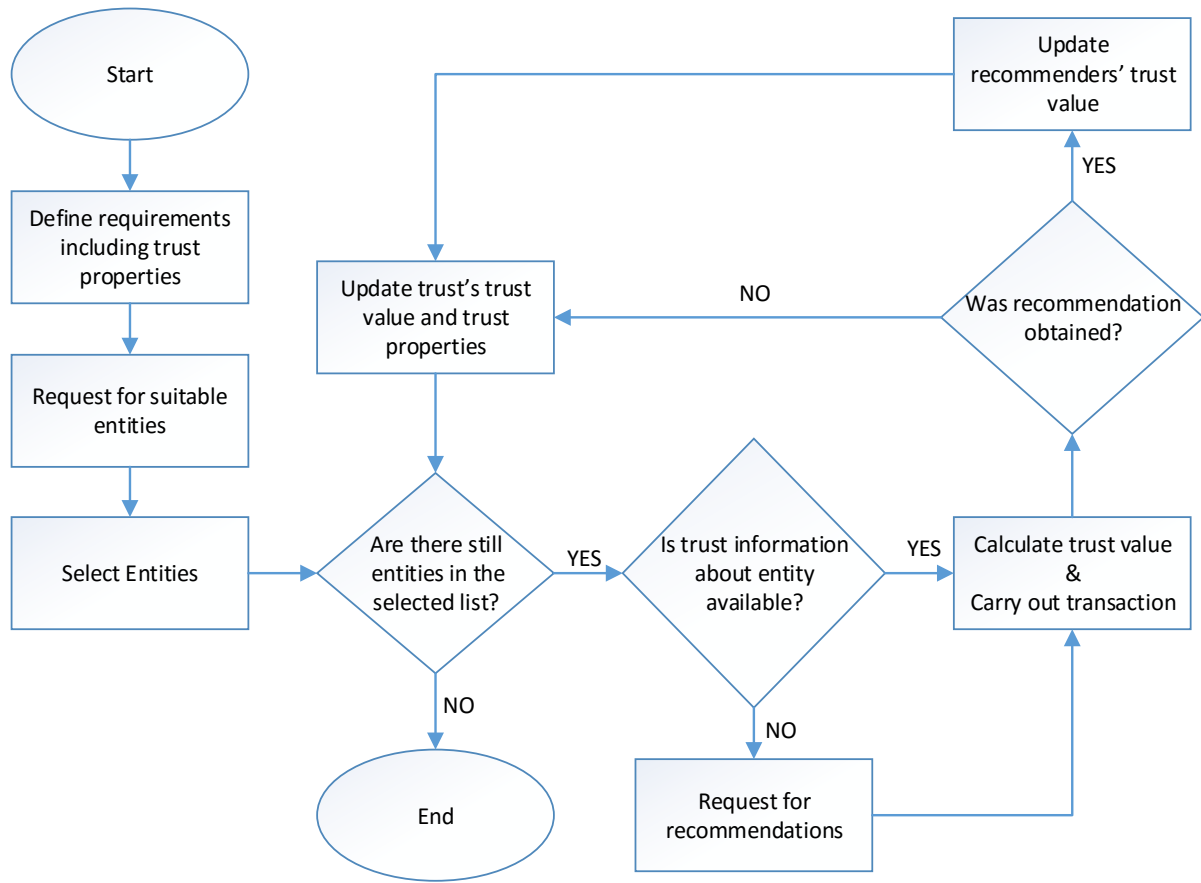 Start
Define requirements
including trust
properties
Request for suitable
entities
Select Entities
Are there still
entities in the
selected list?
YES
NO
End
Is trust information
about entity
available?
YES
NO
Request for
recommendations
Calculate trust value
&
Carry out transaction
Was recommendation
obtained?
YES
NO
Update
recommenders’ trust
value
Update trust’s trust
value and trust
properties